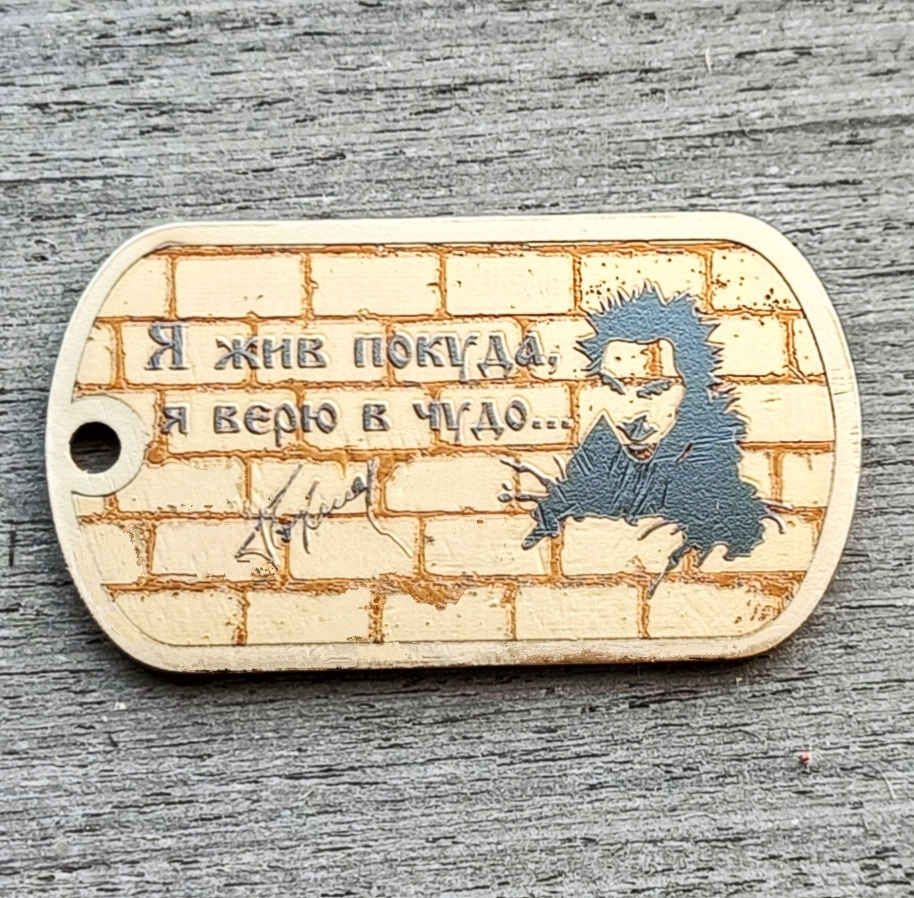 Я жив покуда,
я верю в чудо...